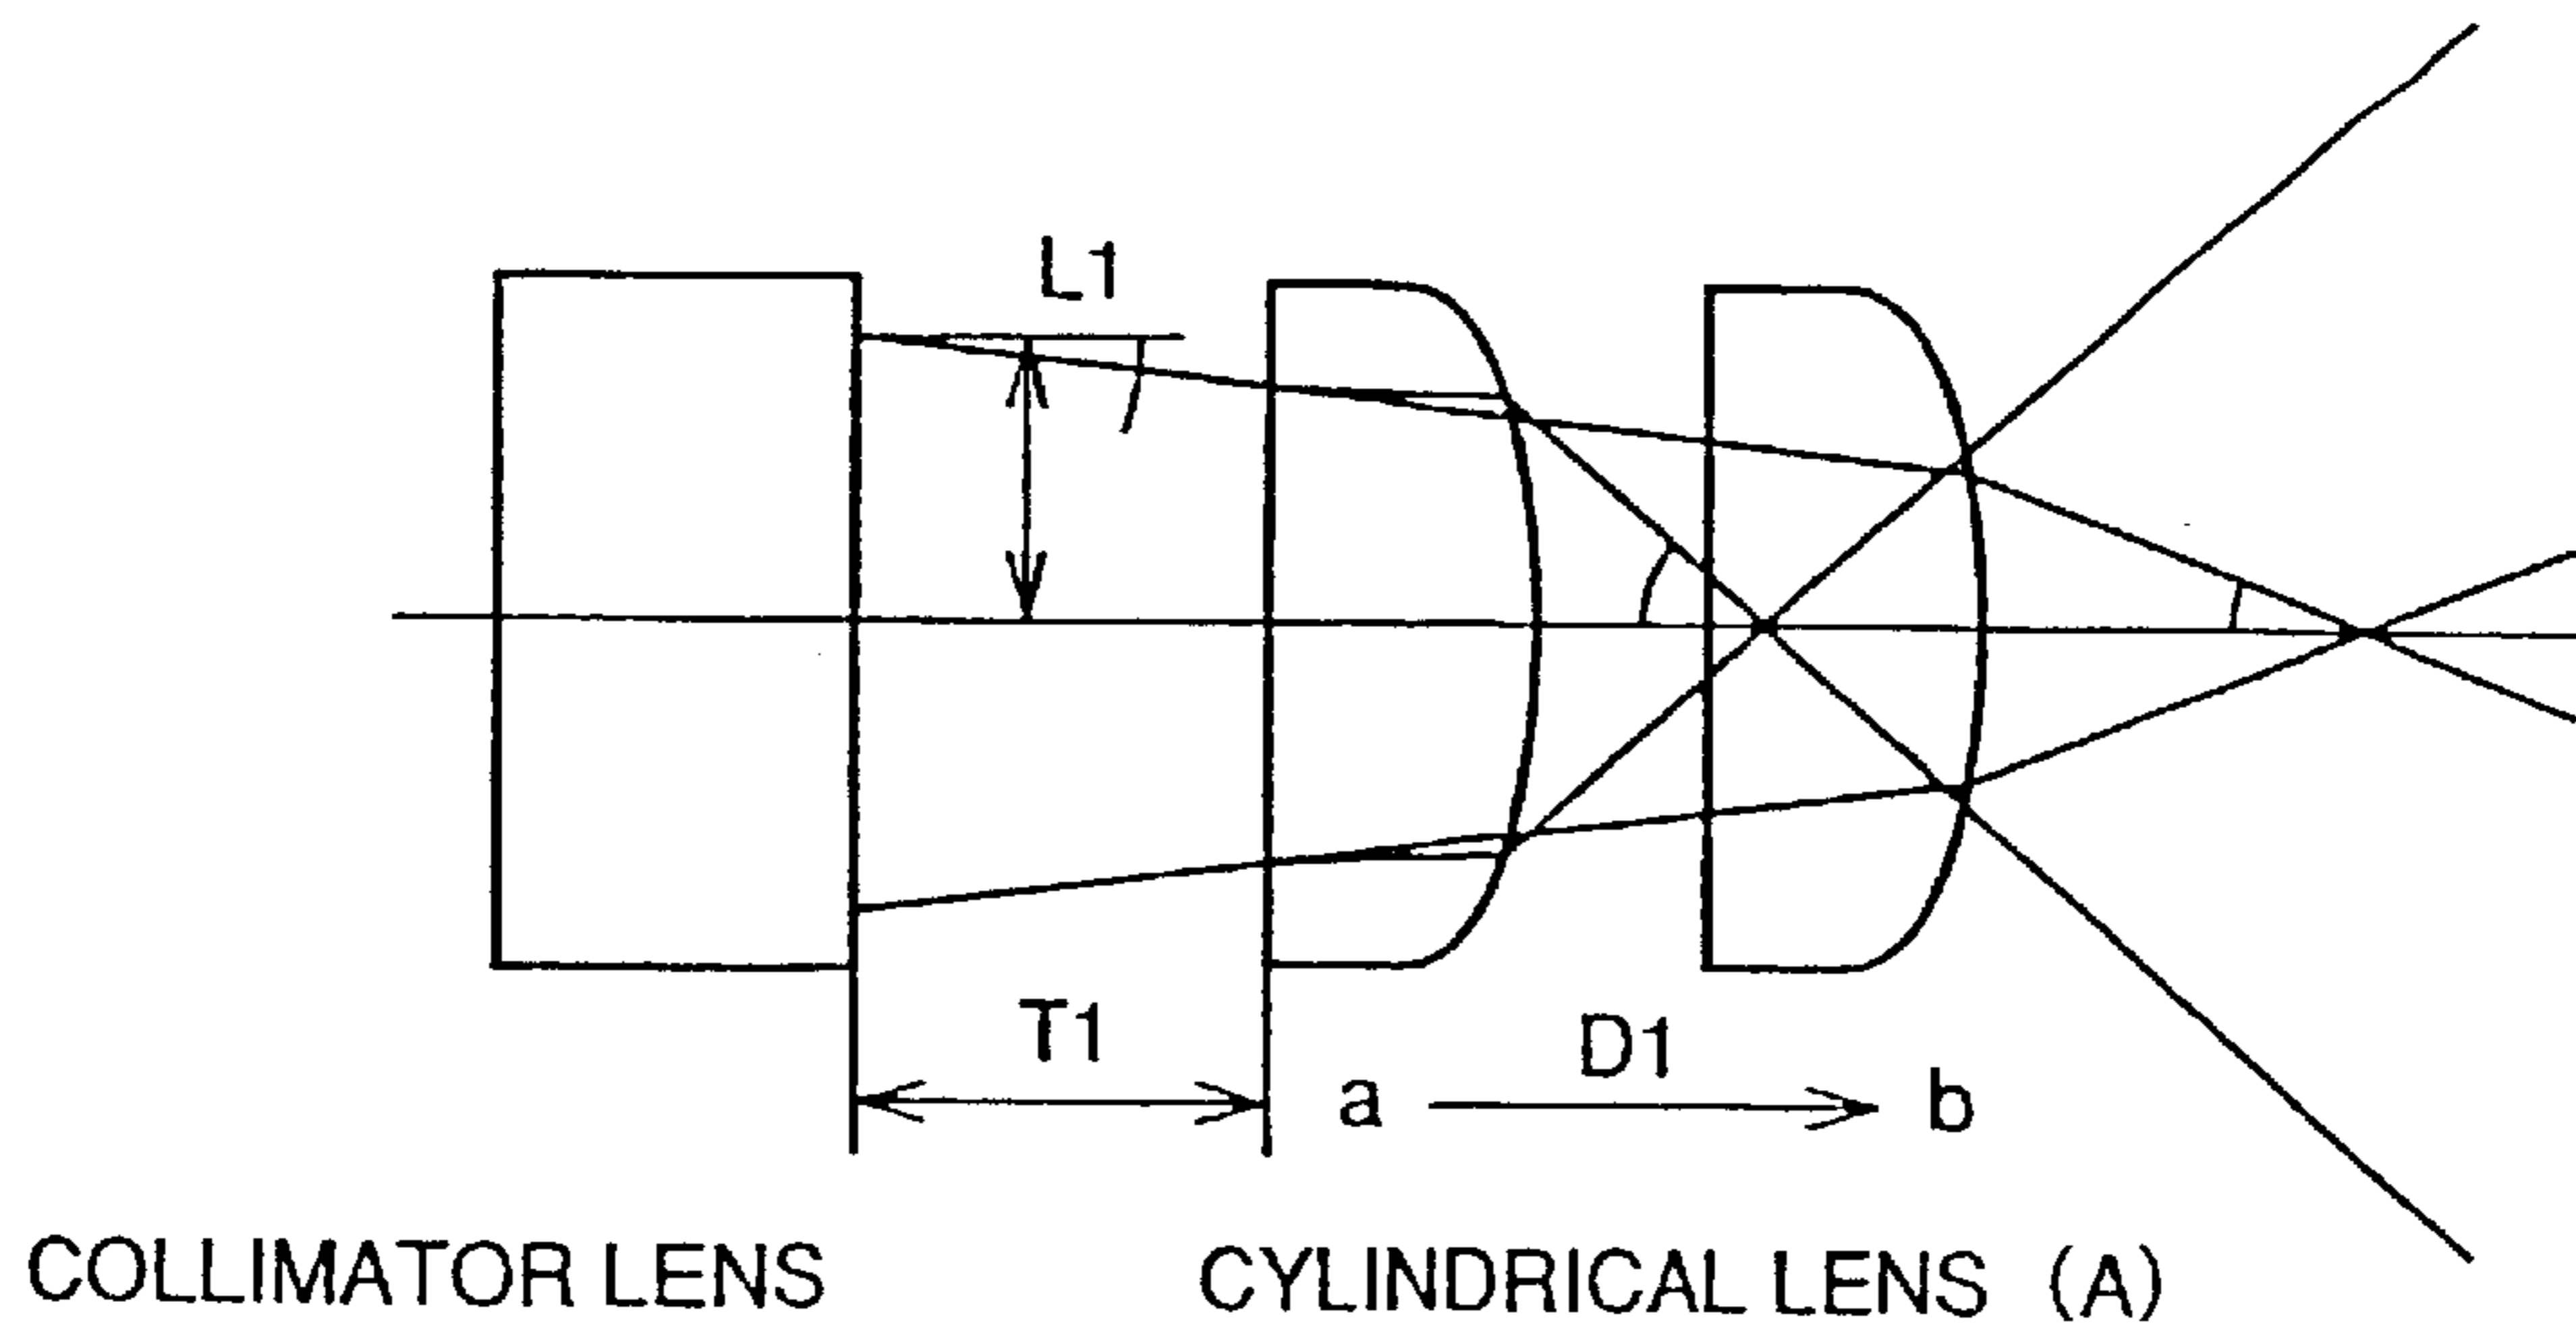 L1
T1
D1
a
b
COLLIMATOR LENS
CYLINDRICAL LENS (A)